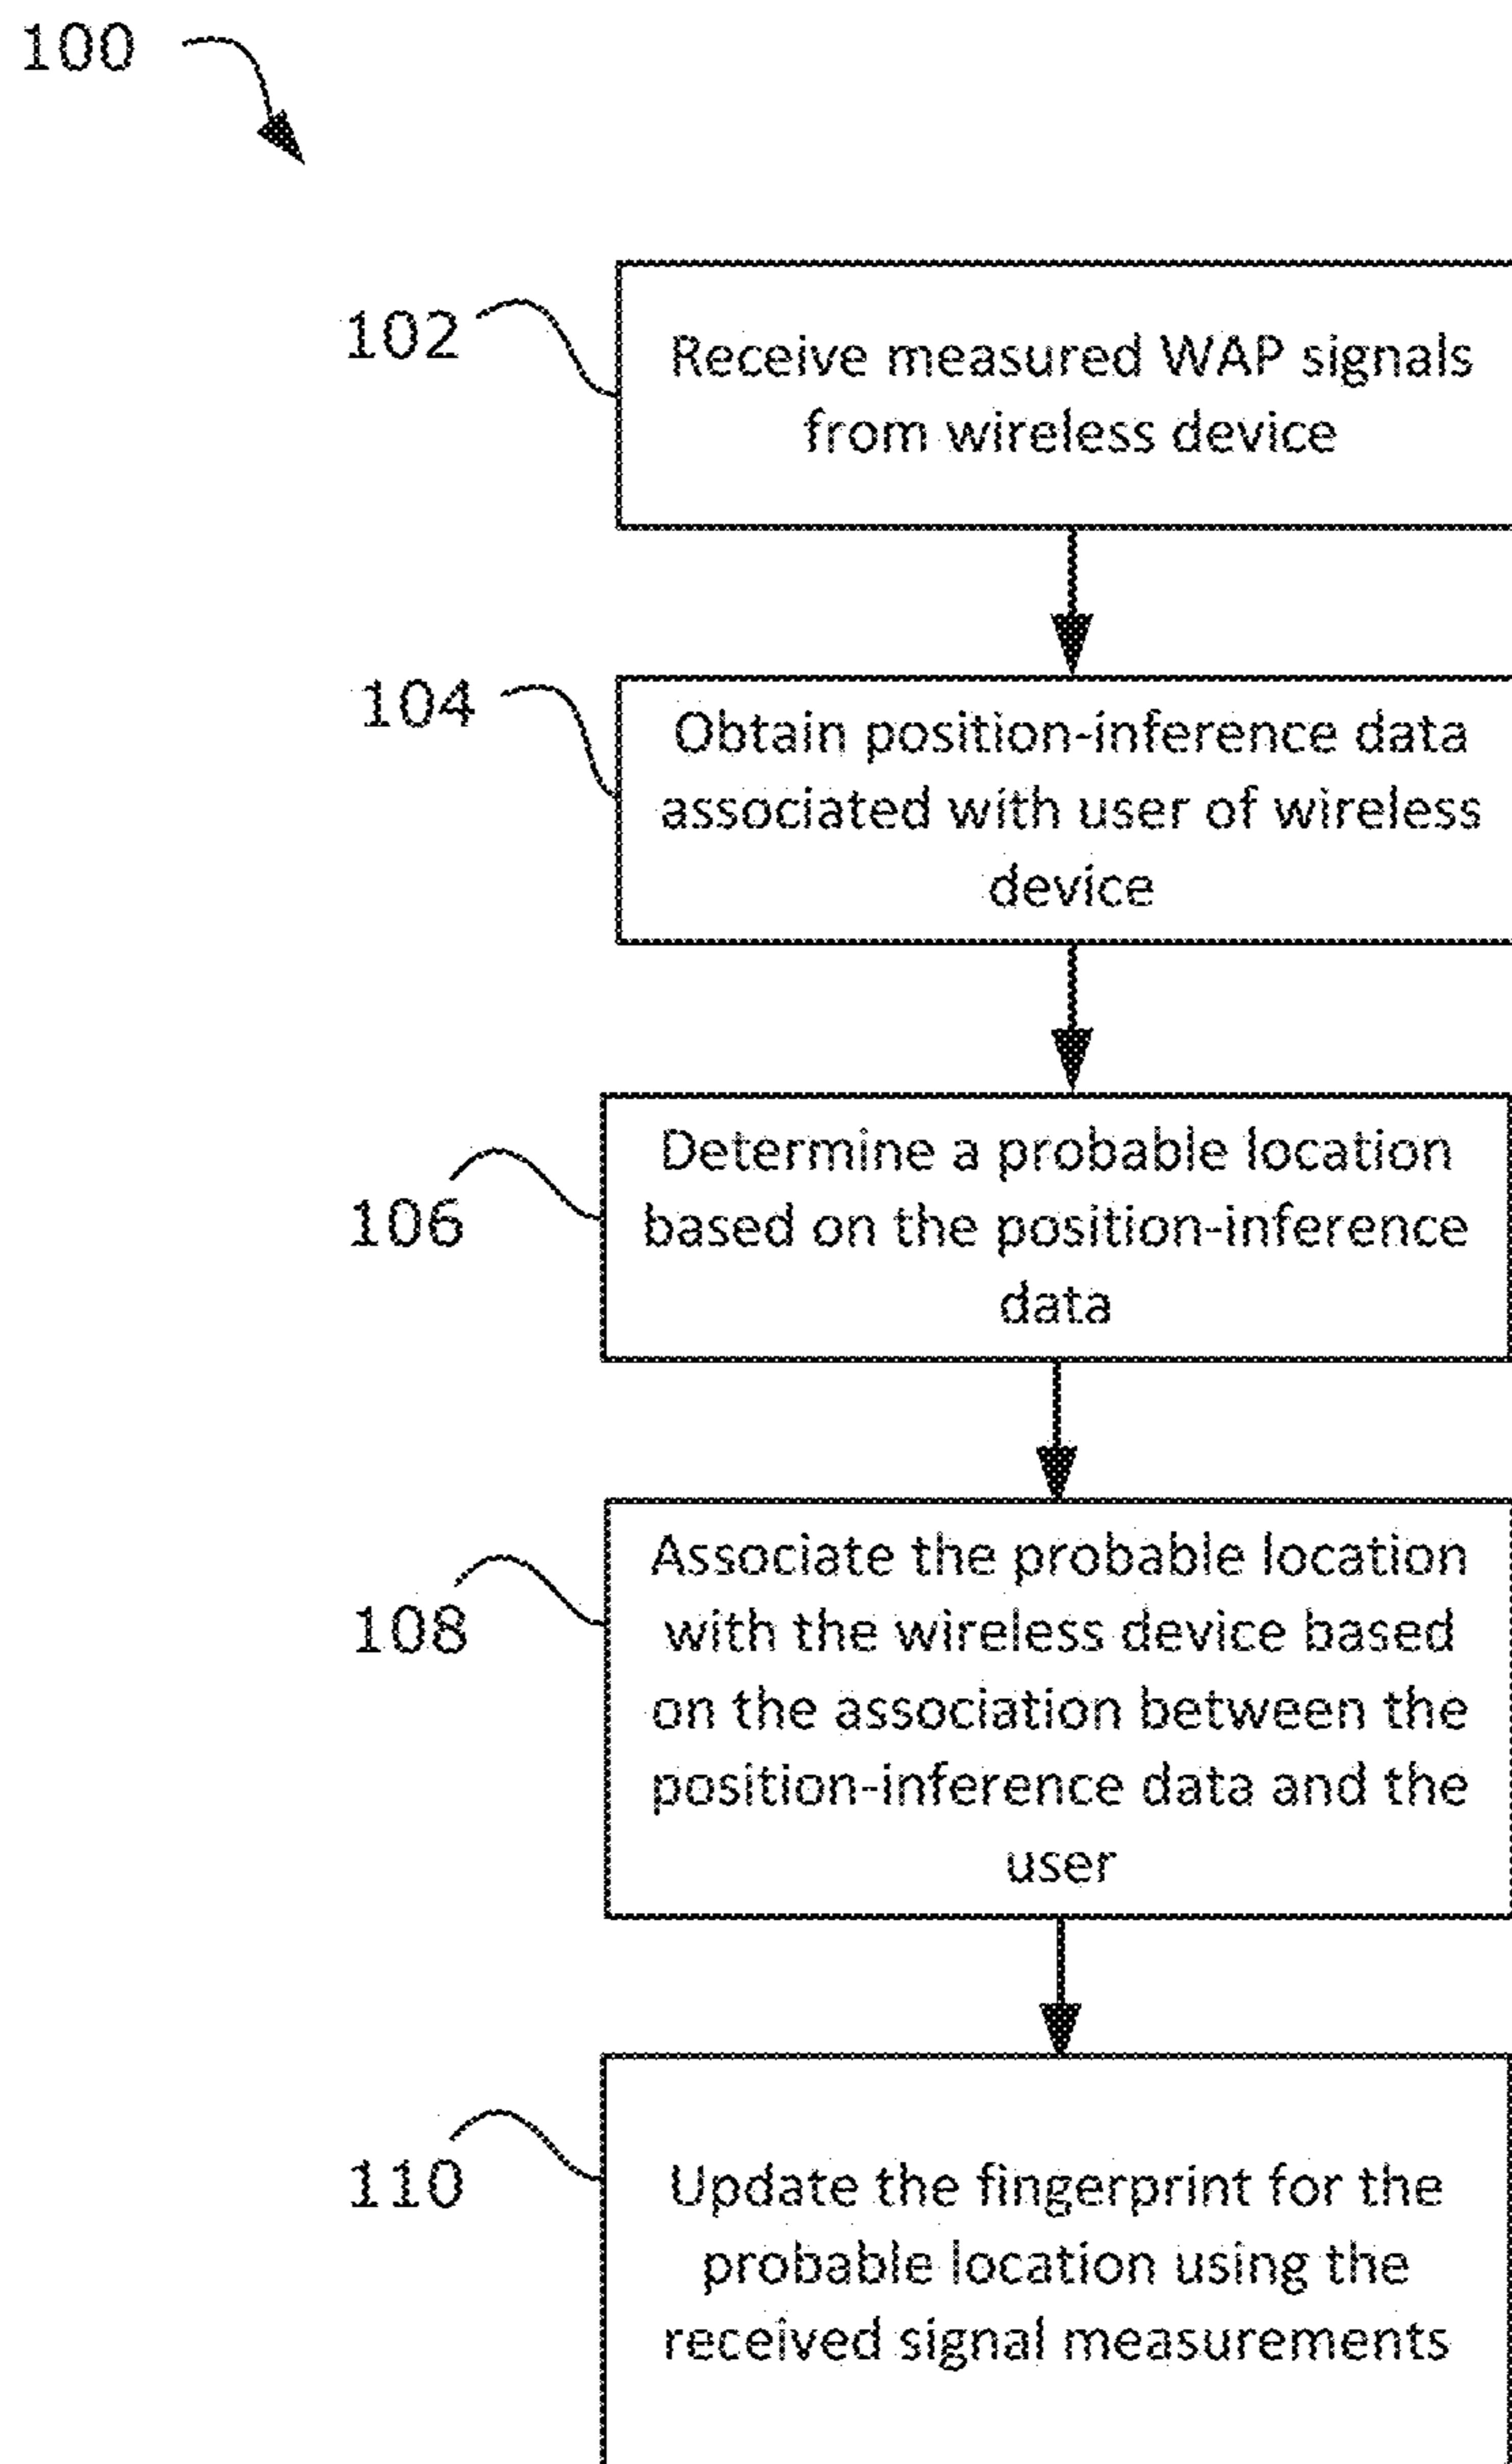 100
102
Receive measured WAP signals
from wireless device
104
Obtain position-inference data
associated with user of wireless
device
106
Determine a probable location
based on the position-inference
data
108
Associate the probable location
with the wireless device based
on the association between the
position-inference data and the
user
110
Update the fingerprint for the
probable location using the
received signal measurements